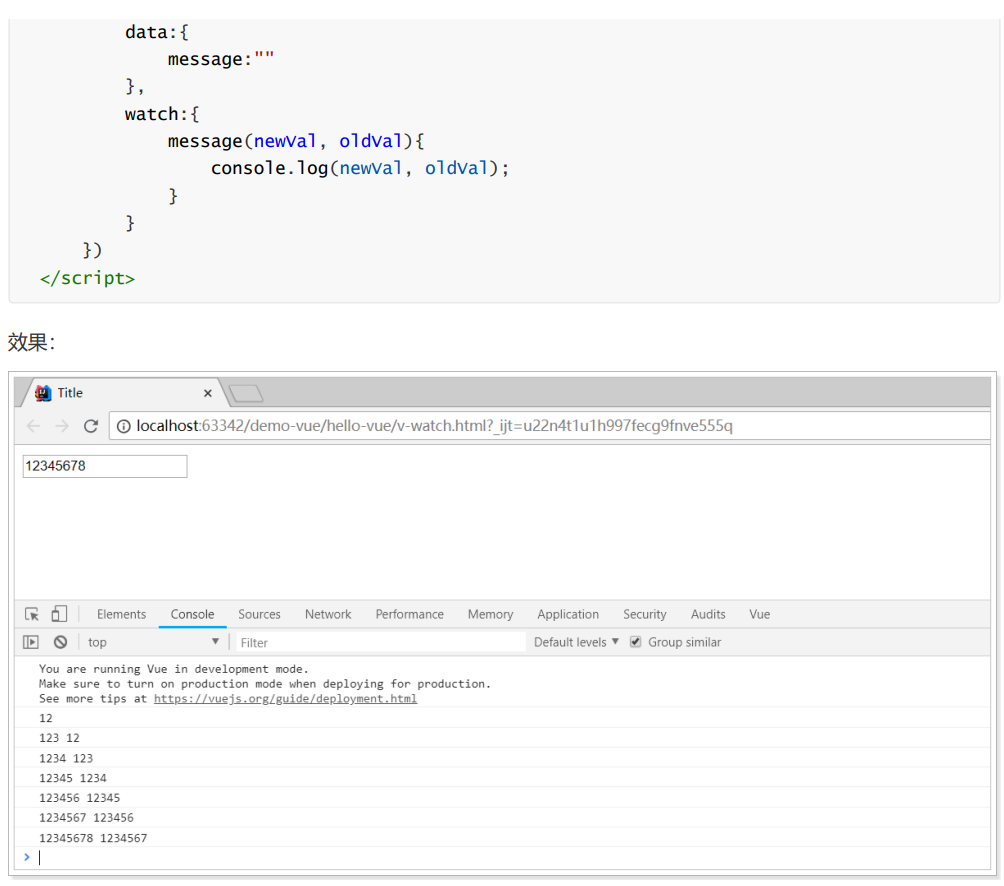 data:{
message:""
},
watch:{
message(newVal, oldVal){
console.log(newVal, oldVal);
}
}
})
</script>
效果：
Title
localhost:63342/demo-vue/hello-vue/v-watch.html?_ijt=u22n4t1u1h997fecg9fnve555q
12345678
Elements Console Sources Network Performance Memory Application Security Audits Vue
top Filter Default levels Group similar
You are running Vue in development mode.
Make sure to turn on production mode when deploying for production.
See more tips at https://vuejs.org/guide/deployment.html
12
123 12
1234 123
12345 1234
123456 12345
1234567 123456
12345678 1234567
>